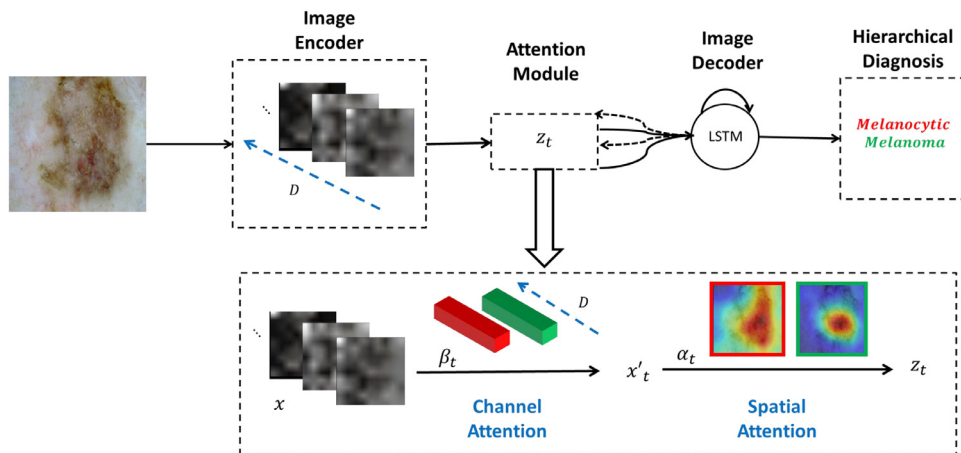 Image
Encoder
Attention
Module
Image
Decoder
Hierarchical
Diagnosis
...
D
z_t
LSTM
Melanocytic
Melanoma
...
x
β_t
D
Channel
Attention
x'_t
α_t
Spatial
Attention
z_t